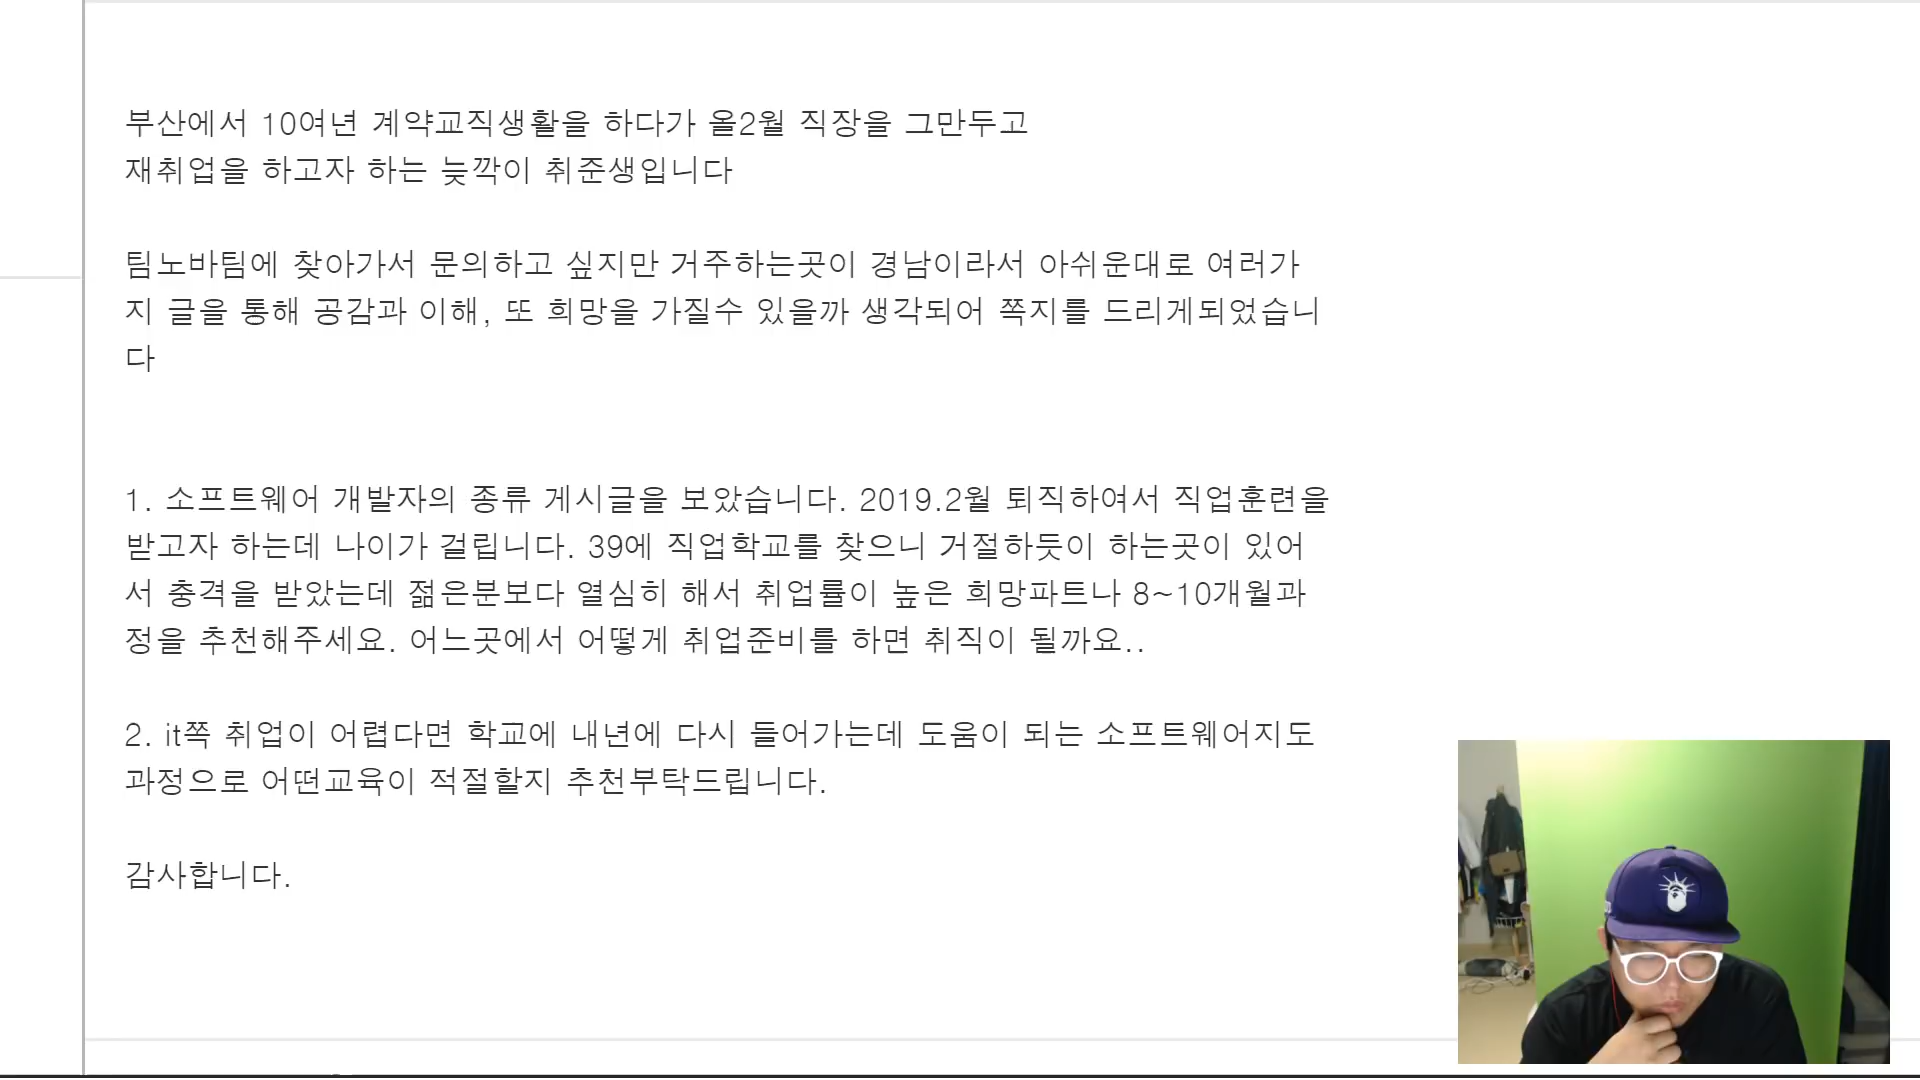 부산에서 10여년 계약교직생활을 하다가 올2월 직장을 그만두고
재취업을 하고자 하는 늦깍이 취준생입니다
팀노바팀에 찾아가서 문의하고 싶지만 거주하는곳이 경남이라서 아쉬운대로 여러가
지 글을 통해 공감과 이해, 또 희망을 가질수 있을까 생각되어 쪽지를 드리게되었습니
다
1. 소프트웨어 개발자의 종류 게시글을 보았습니다. 2019.2월 퇴직하여서 직업훈련을
받고자 하는데 나이가 걸립니다. 39에 직업학교를 찾으니 거절하듯이 하는곳이 있어
서 충격을 받았는데 젊은분보다 열심히 해서 취업률이 높은 희망파트나 8~10개월과
정을 추천해주세요. 어느곳에서 어떻게 취업준비를 하면 취직이 될까요..
2. it쪽 취업이 어렵다면 학교에 내년에 다시 들어가는데 도움이 되는 소프트웨어지도
과정으로 어떤교육이 적절할지 추천부탁드립니다.
감사합니다.